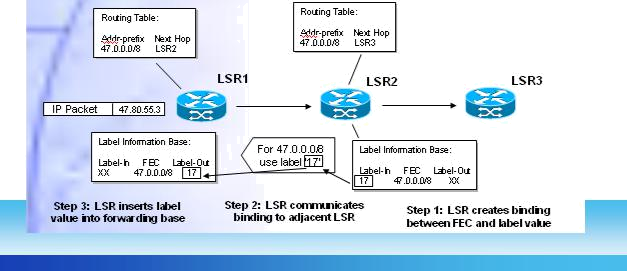 Routing Table:
Addr-prefix Next Hop
47.0.0.0/8 LSR2
Routing Table:
Addr-prefix Next Hop
47.0.0.0/8 LSR3
LSR1
LSR2
LSR3
IP Packet 47.80.55.3
Label Information Base:
Label-In FEC Label-Out
XX 47.0.0.0/8 17
For 47.0.0.0/8
use label '17'
Label Information Base:
Label-In FEC Label-Out
17 47.0.0.0/8 XX
Step 3: LSR inserts label
value into forwarding base
Step 2: LSR communicates
binding to adjacent LSR
Step 1: LSR creates binding
between FEC and label value